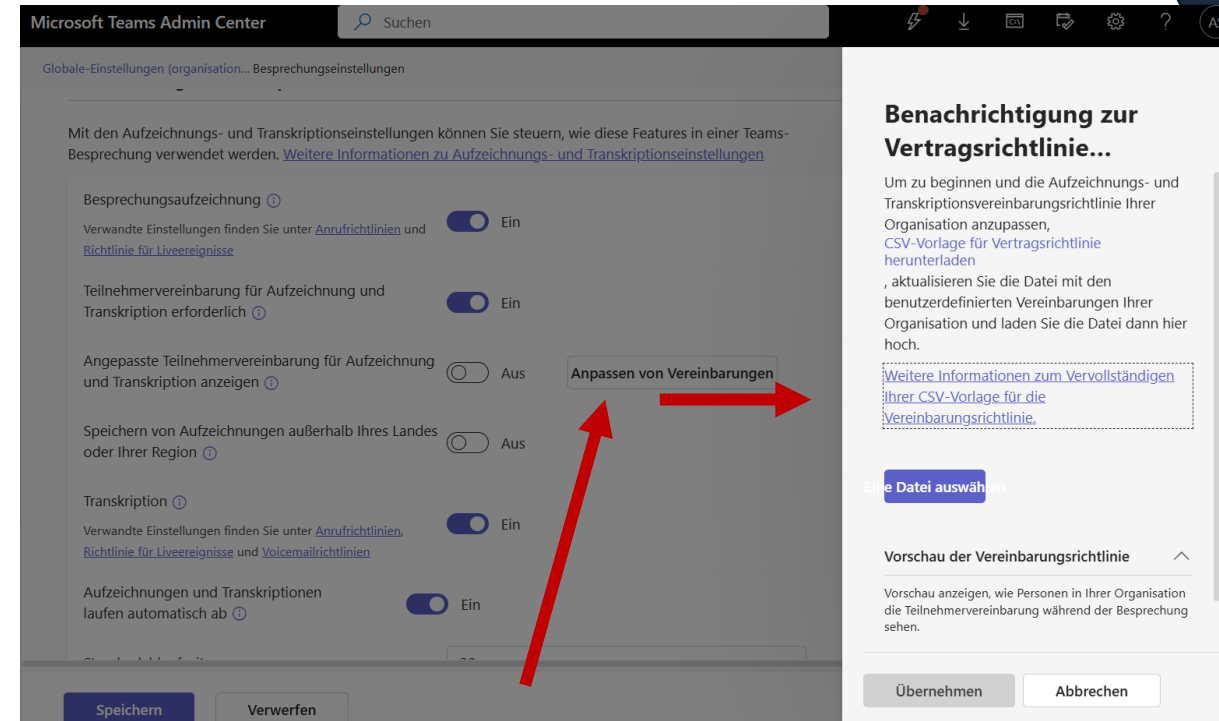 Microsoft Teams Admin Center
Suchen
Globale-Einstellungen (organisation... Besprechungseinstellungen
Mit den Aufzeichnungs- und Transkriptionseinstellungen können Sie steuern, wie diese Features in einer Teams-
Besprechung verwendet werden. Weitere Informationen zu Aufzeichnungs- und Transkriptionseinstellungen
Besprechungsaufzeichnung
Verwandte Einstellungen finden Sie unter Anrufrichtlinien und
Richtlinie für Liveereignisse
Ein
Teilnehmervereinbarung für Aufzeichnung und
Transkription erforderlich
Ein
Angepasste Teilnehmervereinbarung für Aufzeichnung
und Transkription anzeigen
Aus
Anpassen von Vereinbarungen
Speichern von Aufzeichnungen außerhalb Ihres Landes
oder Ihrer Region
Aus
Transkription
Verwandte Einstellungen finden Sie unter Anrufrichtlinien,
Richtlinie für Liveereignisse und Voicemailrichtlinien
Ein
Aufzeichnungen und Transkriptionen
laufen automatisch ab
Ein
Speichern
Verwerfen
Benachrichtigung zur
Vertragsrichtlinie...
Um zu beginnen und die Aufzeichnungs- und
Transkriptionsvereinbarungsrichtlinie Ihrer
Organisation anzupassen,
CSV-Vorlage für Vertragsrichtlinie
herunterladen
, aktualisieren Sie die Datei mit den
benutzerdefinierten Vereinbarungen Ihrer
Organisation und laden Sie die Datei dann hier
hoch.
Weitere Informationen zum Vervollständigen
Ihrer CSV-Vorlage für die
Vereinbarungsrichtlinie.
Eine Datei auswählen
Vorschau der Vereinbarungsrichtlinie
Vorschau anzeigen, wie Personen in Ihrer Organisation
die Teilnehmervereinbarung während der Besprechung
sehen.
Übernehmen
Abbrechen